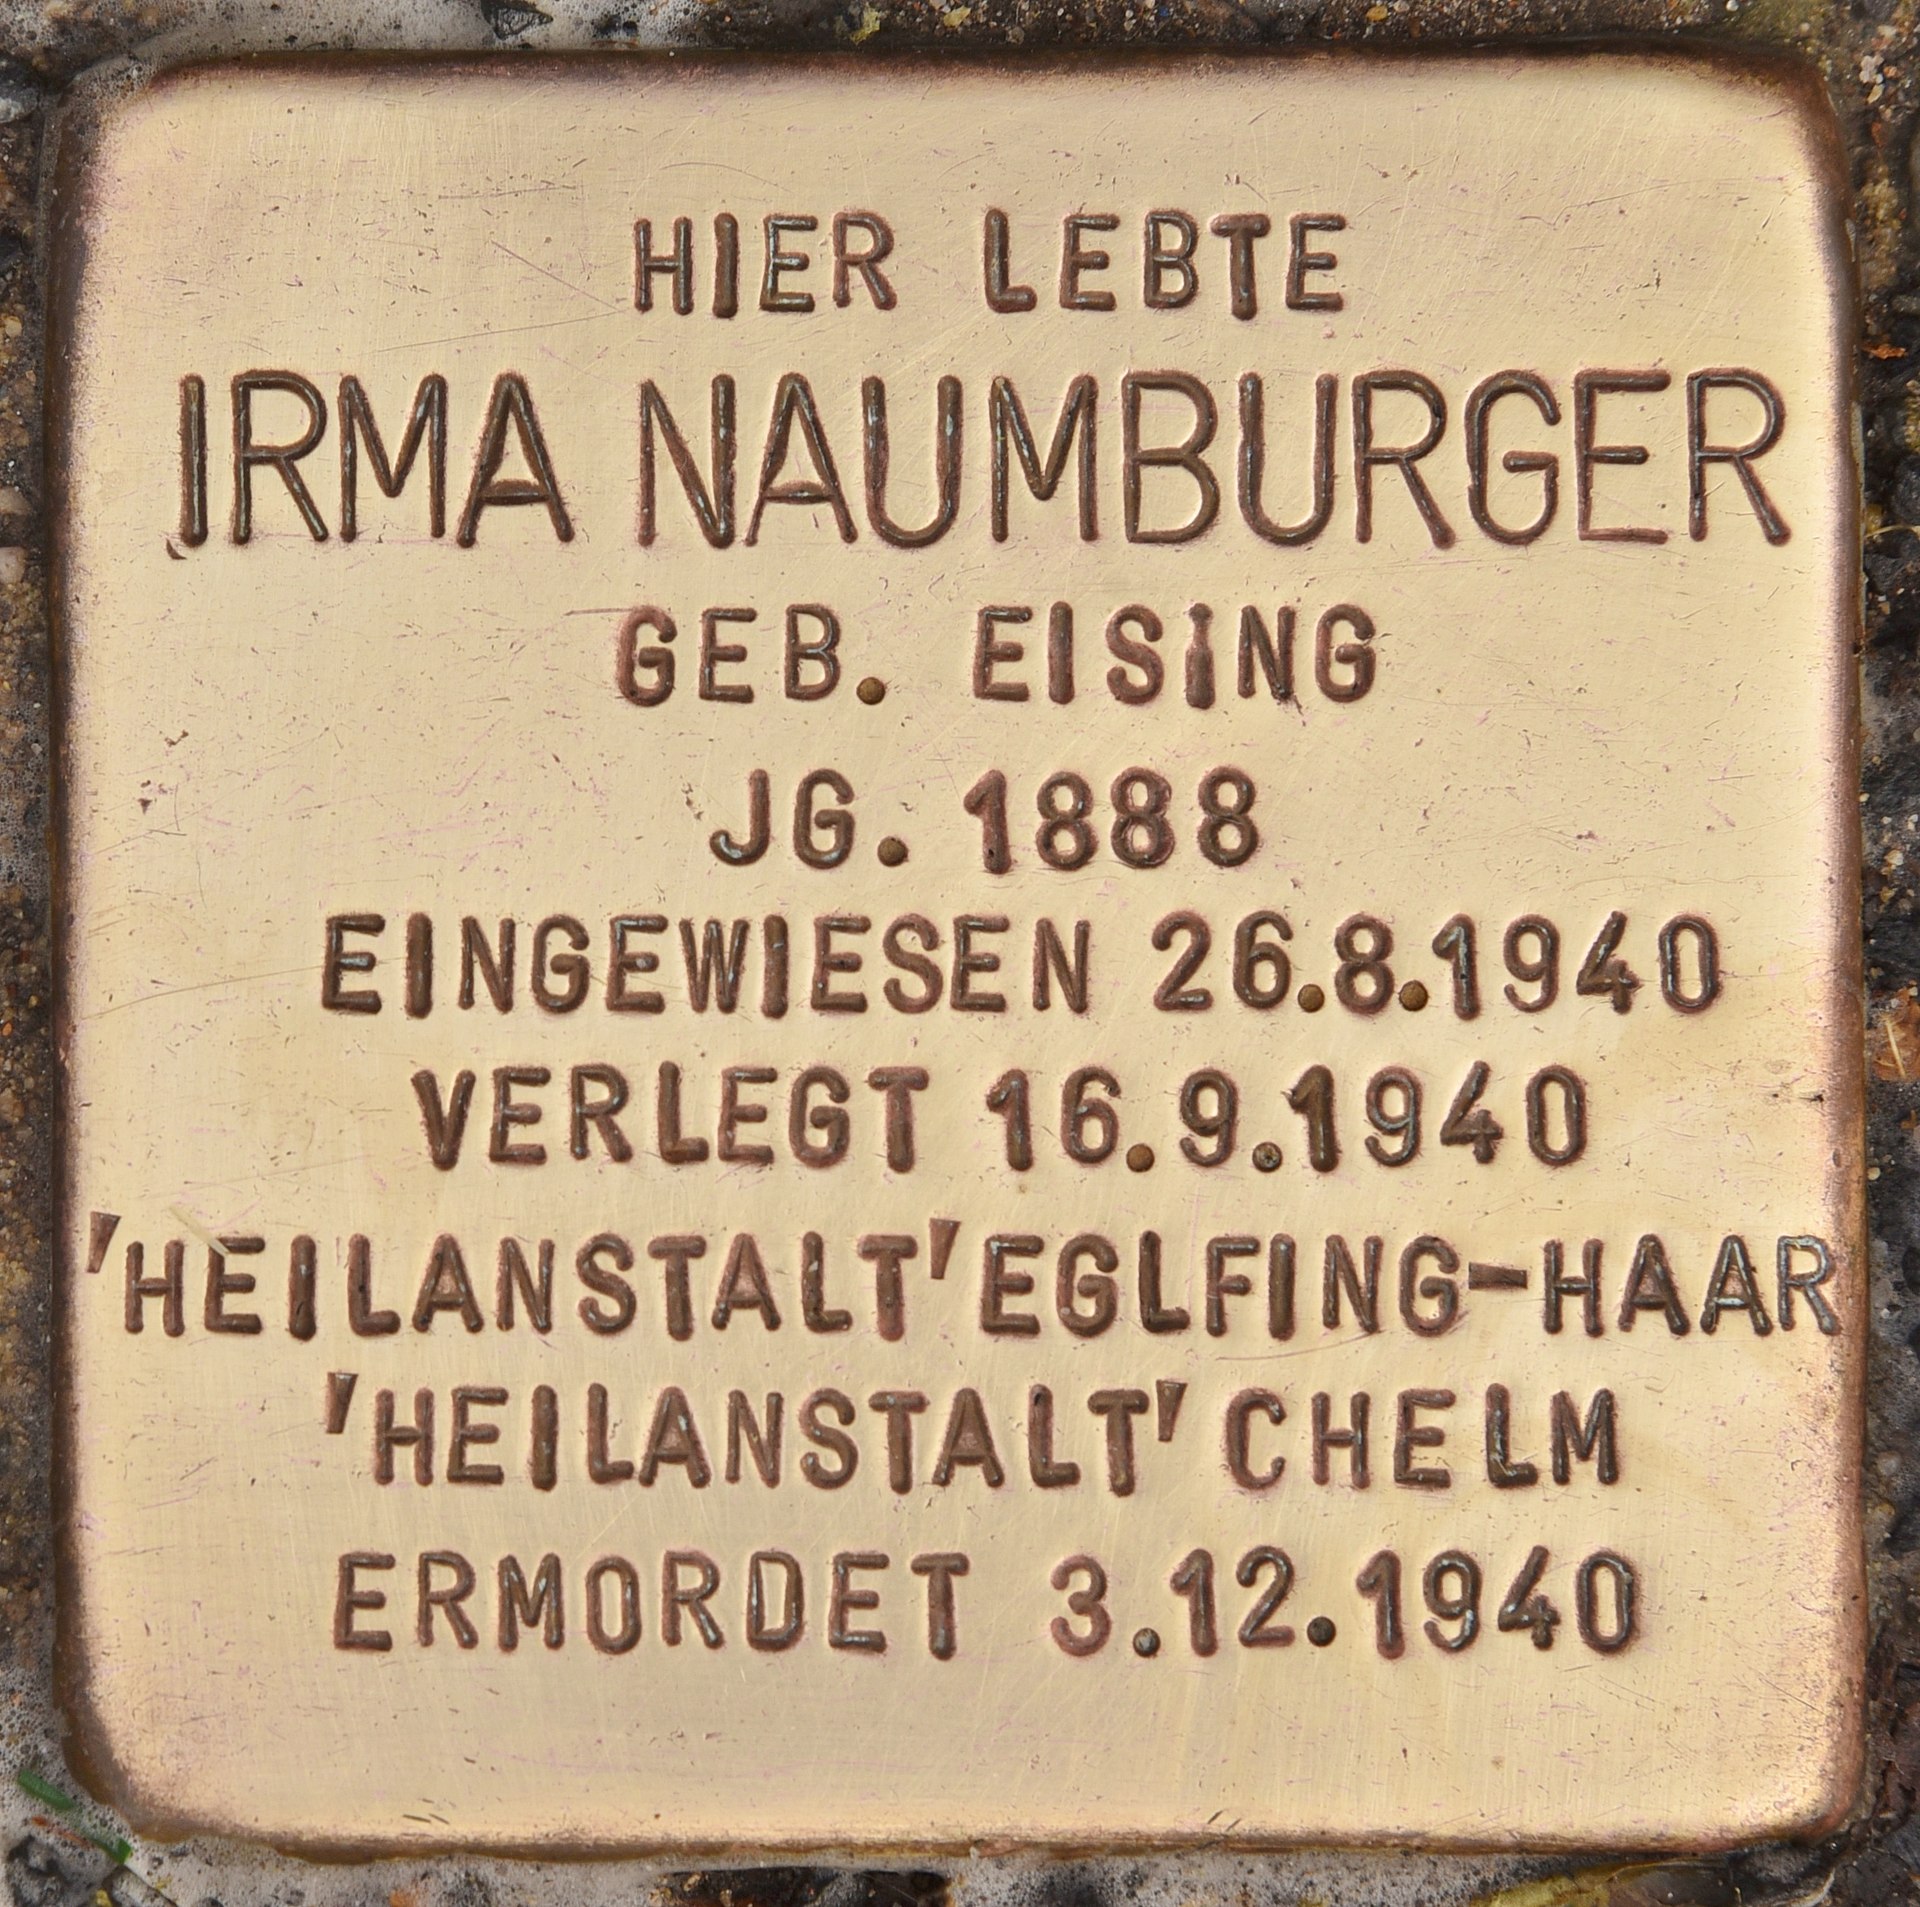 HIER LEBTE
IRMA NAUMBURGER
GEB. EISING
JG. 1888
EINGEWIESEN 26.8.1940
VERLEGT 16.9.1940
'HEILANSTALT' EGLFING-HAAR
'HEILANSTALT' CHELM
ERMORDET 3.12.1940